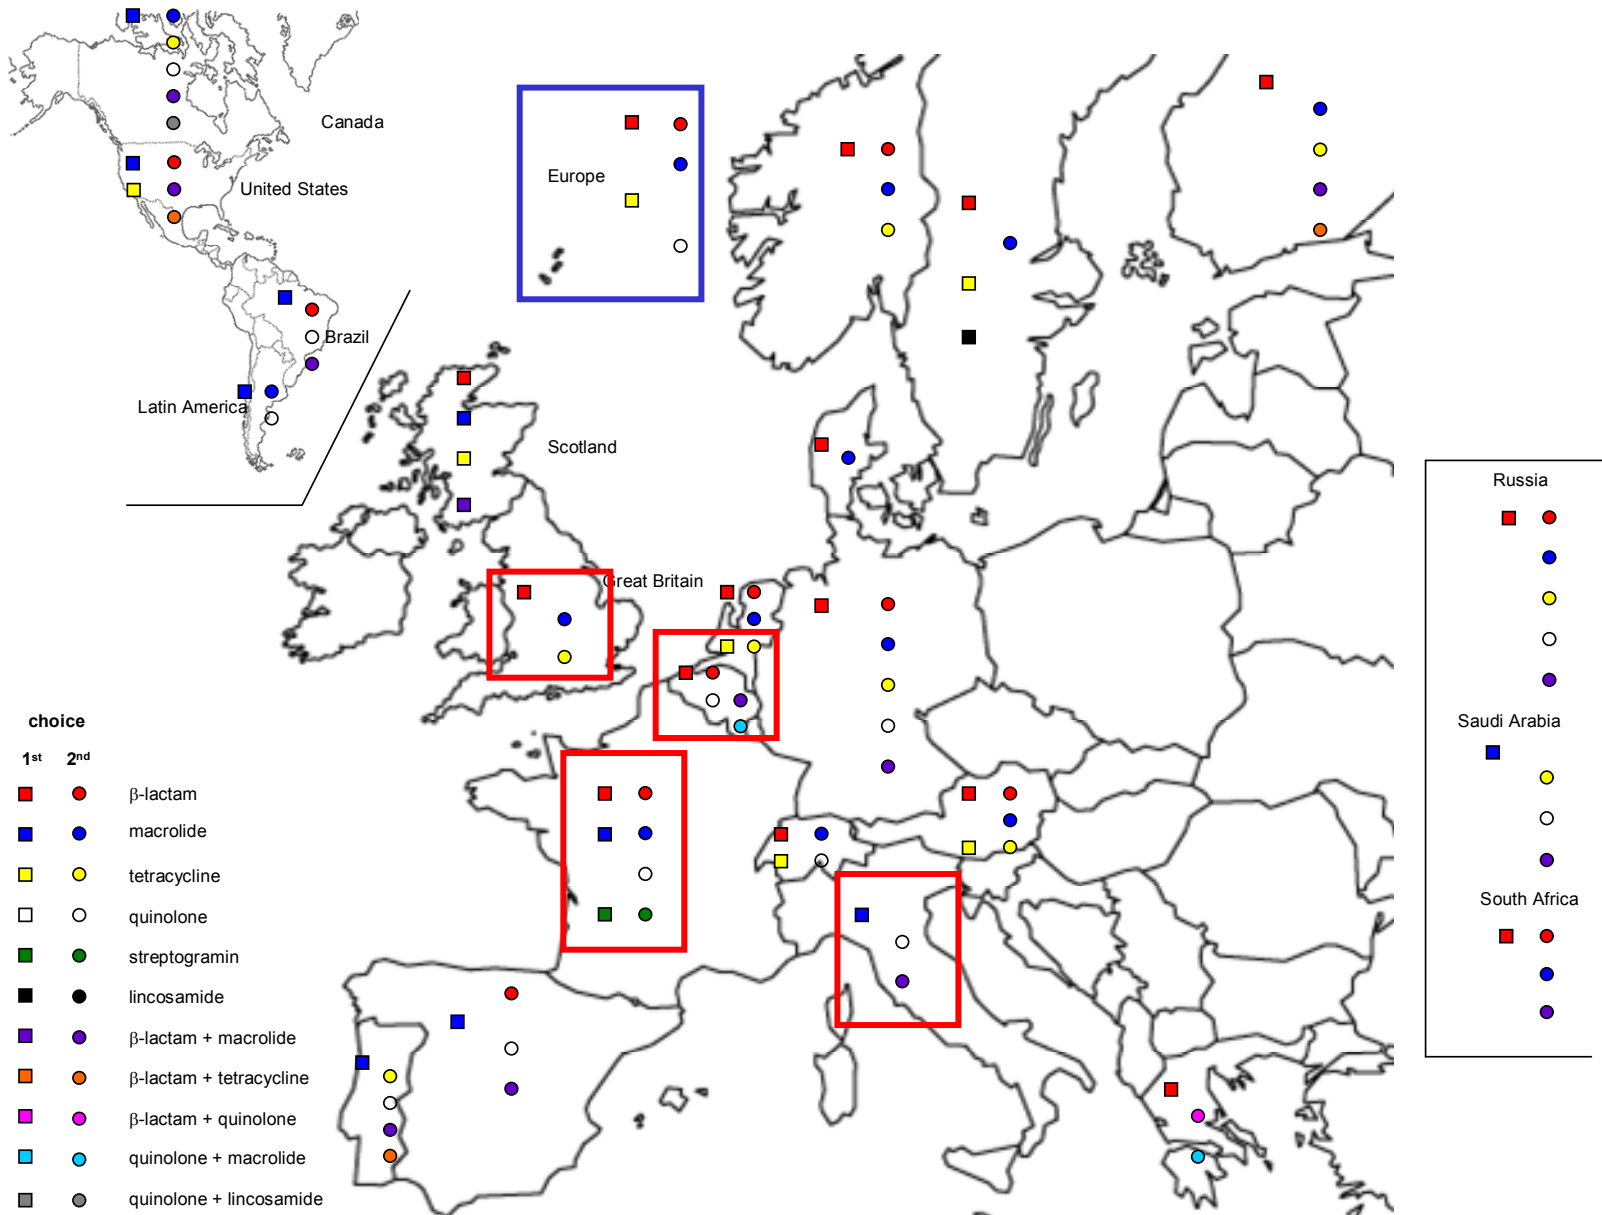 Canada
United States
Brazil
Latin America
Europe
Scotland
Great Britain
Russia
Saudi Arabia
South Africa
choice
1st 2nd
β-lactam
macrolide
tetracycline
quinolone
streptogramin
lincosamide
β-lactam + macrolide
β-lactam + tetracycline
β-lactam + quinolone
quinolone + macrolide
quinolone + lincosamide